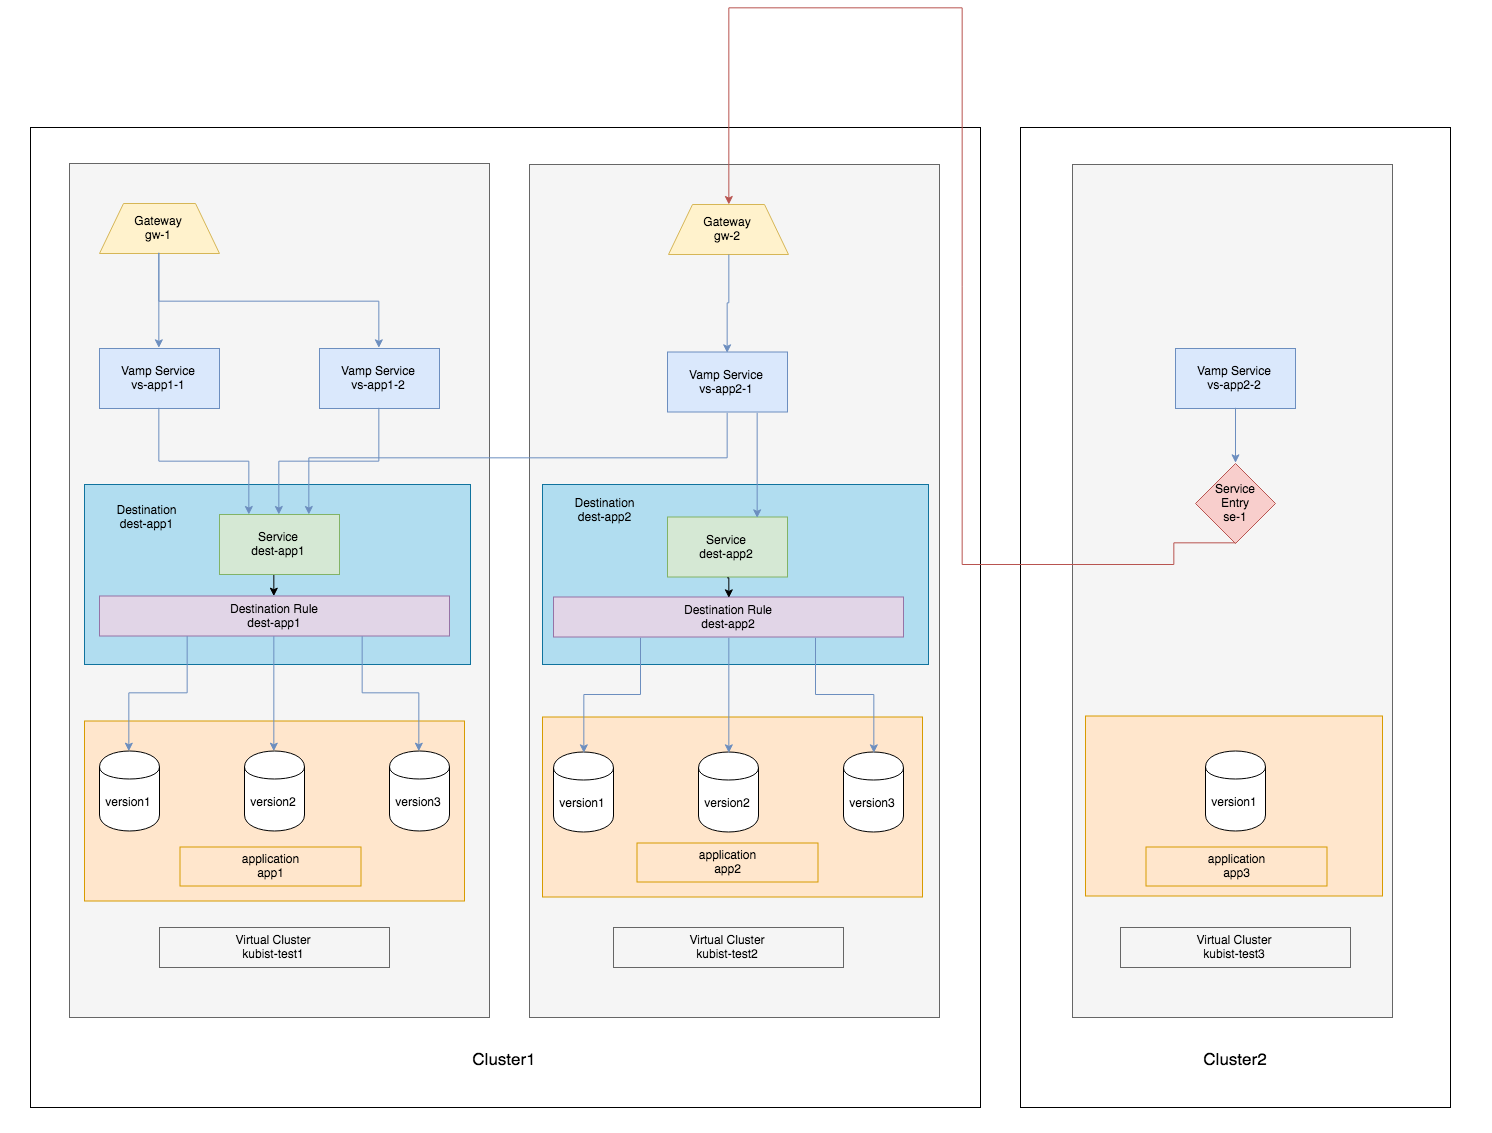 Gateway
gw-1
Vamp Service
vs-app1-1
Vamp Service
vs-app1-2
Destination
dest-app1
Service
dest-app1
Destination Rule
dest-app1
version1
version2
version3
application
app1
Virtual Cluster
kubist-test1
Gateway
gw-2
Vamp Service
vs-app2-1
Destination
dest-app2
Service
dest-app2
Destination Rule
dest-app2
version1
version2
version3
application
app2
Virtual Cluster
kubist-test2
Cluster1
Vamp Service
vs-app2-2
Service
Entry
se-1
version1
application
app3
Virtual Cluster
kubist-test3
Cluster2